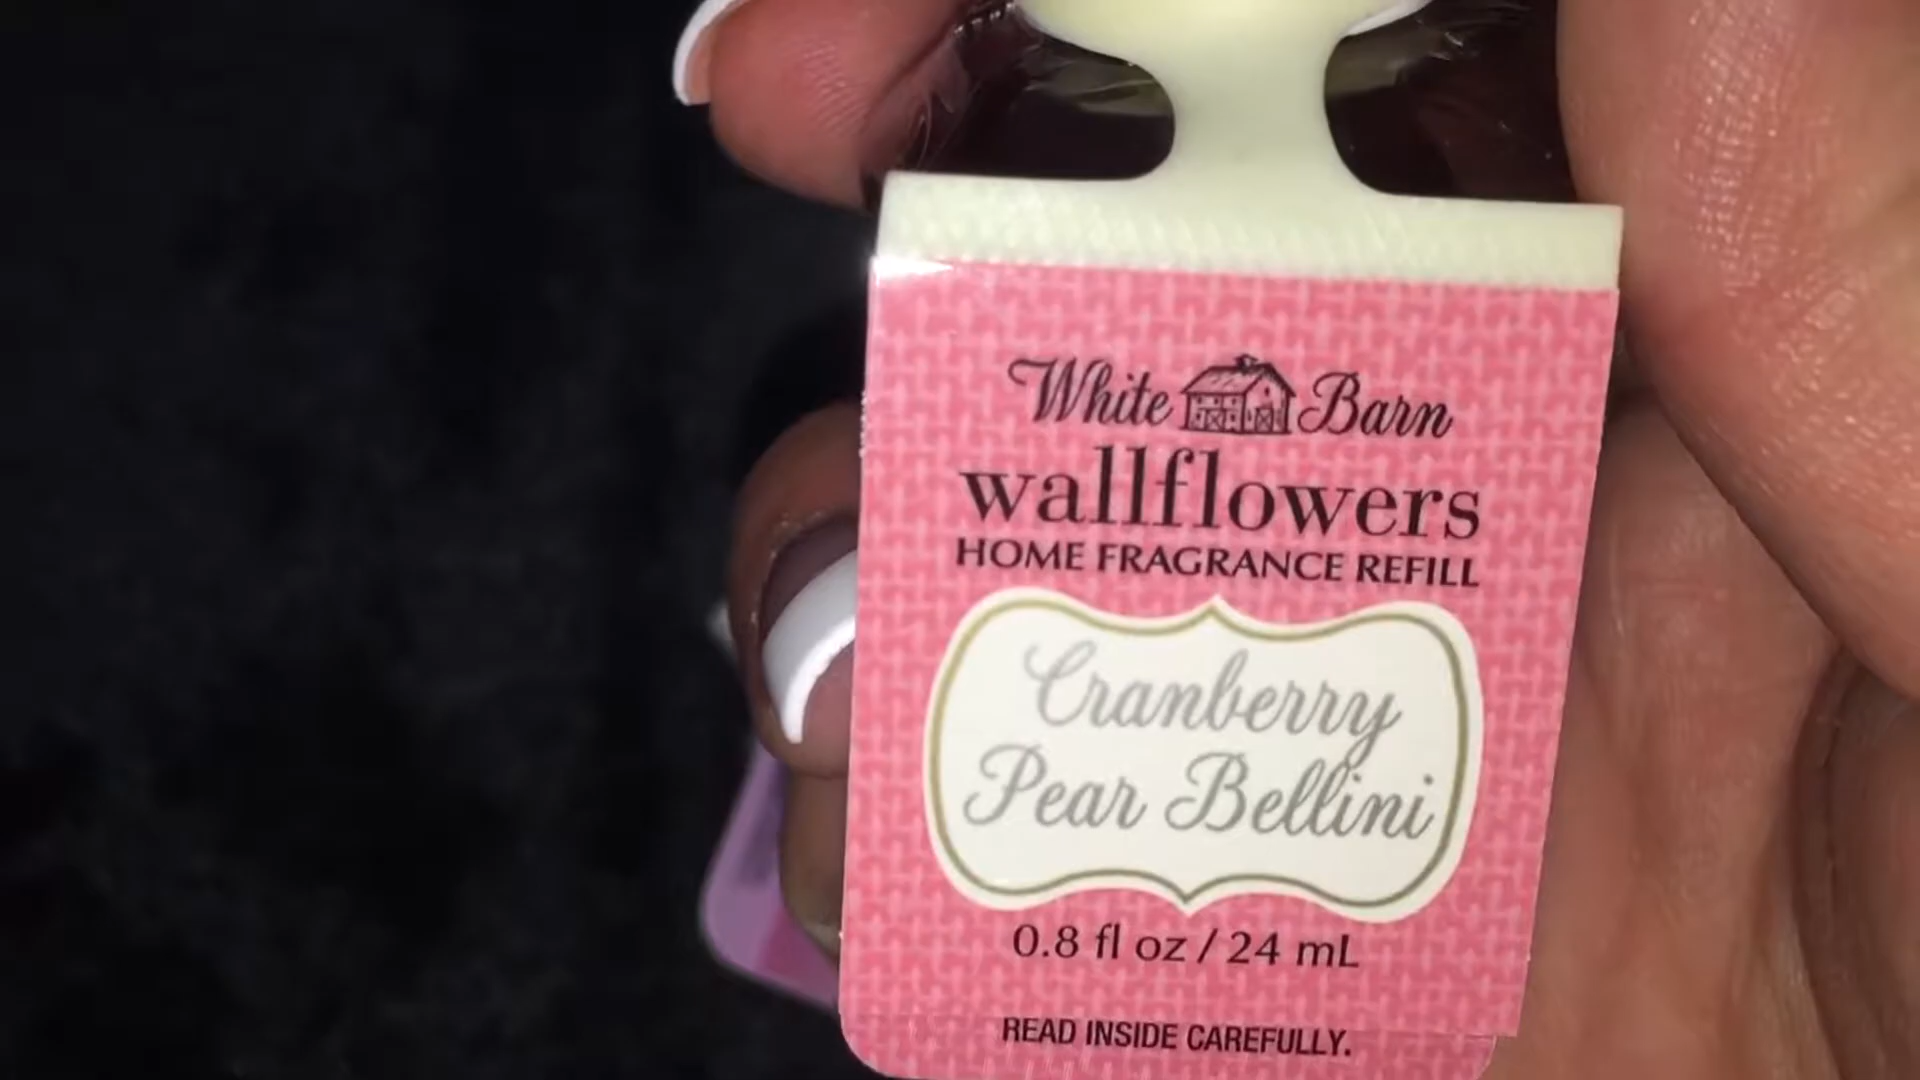 White Barn
wallflowers
HOME FRAGRANCE REFILL
Cranberry
Pear Bellini
0.8 fl oz / 24 mL
READ INSIDE CAREFULLY.